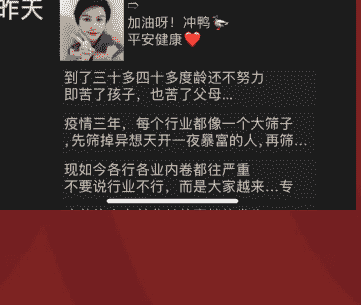 昨天
加油呀！冲鸭🦆
平安健康❤️
到了三十多四十多度龄还不努力
即苦了孩子，也苦了父母...
疫情三年，每个行业都像一个大筛子
,先筛掉异想天开一夜暴富的人,再筛...
现如今各行各业内卷都往严重
不要说行业不行，而是大家越来...专